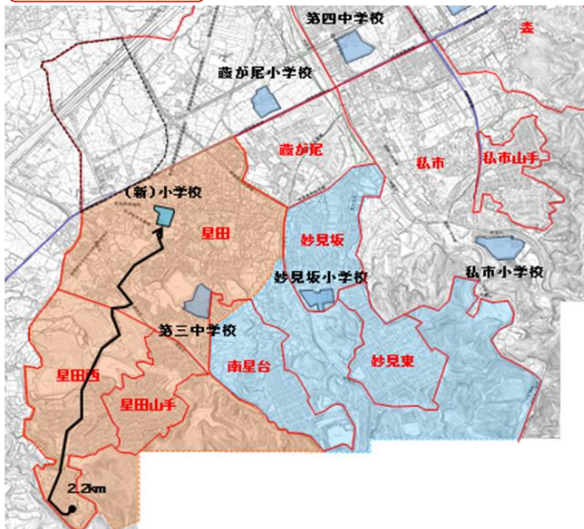 第四中学校
藤が尾小学校
藤が尾
私市
私市山手
(新)小学校
星田
妙見坂
私市小学校
妙見坂小学校
第三中学校
南星台
妙見東
星田西
星田山手
2.2km